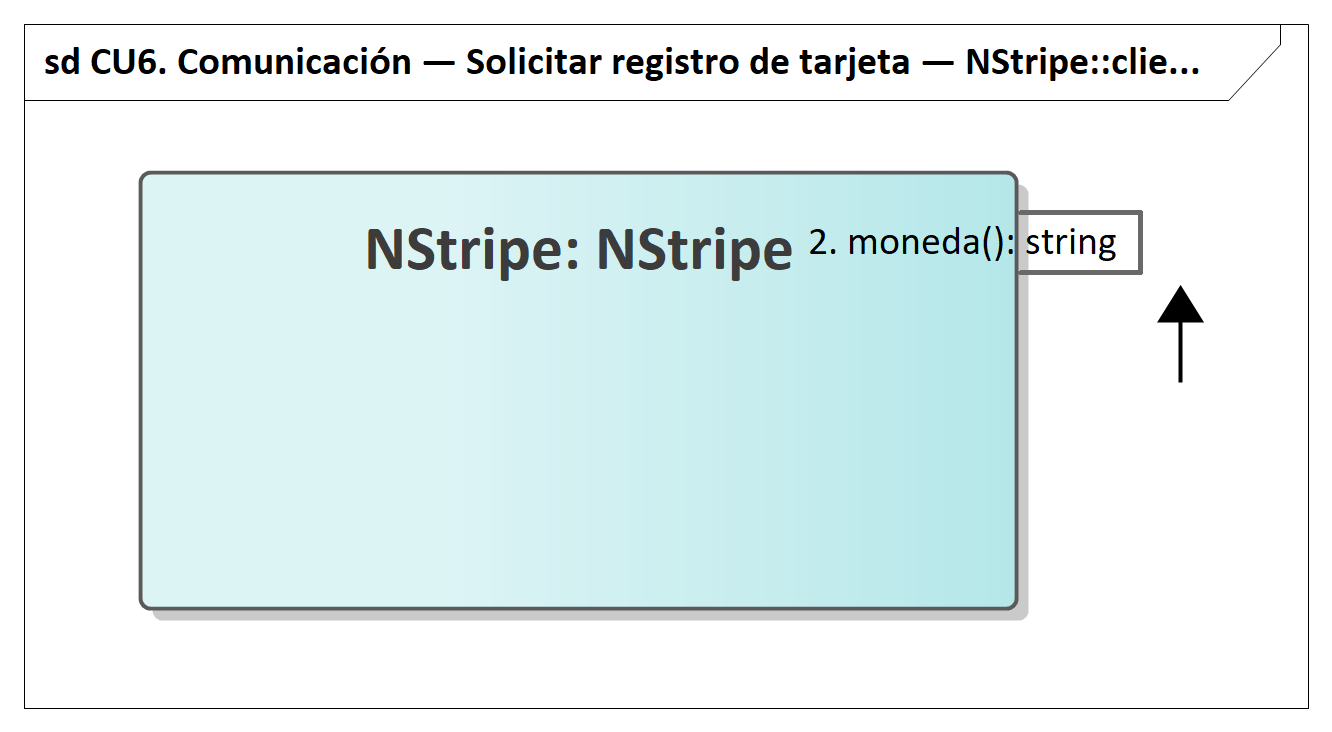 sd CU6. Comunicación — Solicitar registro de tarjeta — NStripe::clie...
NStripe: NStripe
2. moneda(): string